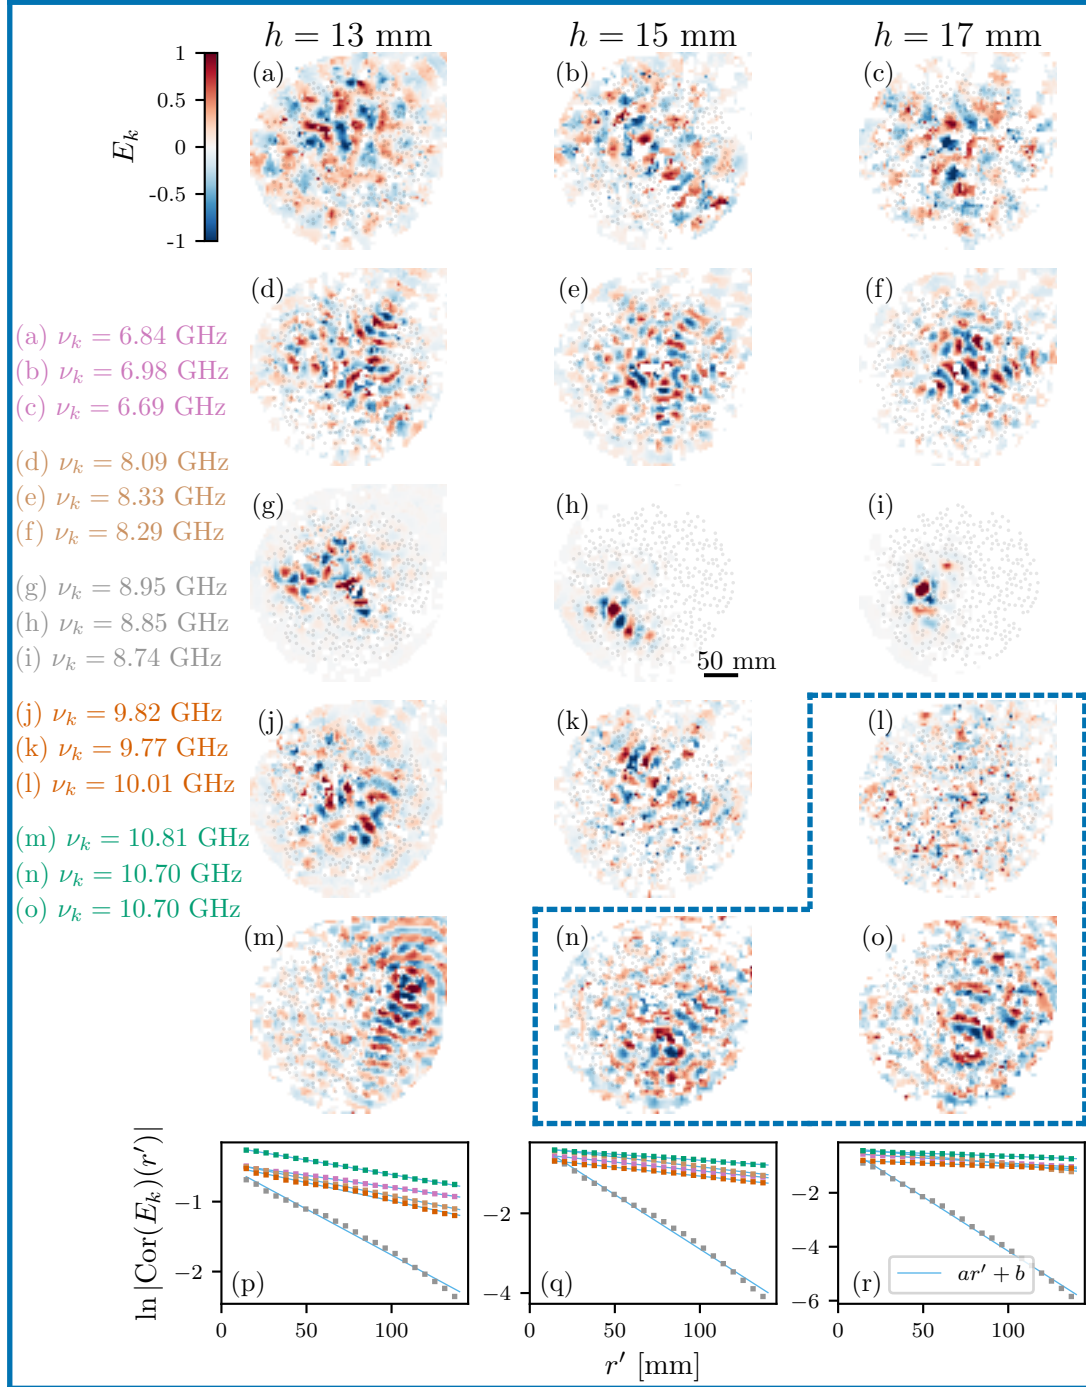 h = 13 mm
h = 15 mm
h = 17 mm
(a)
(b)
(c)
1
0.5
0
-0.5
-1
E_k
(d)
(e)
(f)
(a) ν_k = 6.84 GHz
(b) ν_k = 6.98 GHz
(c) ν_k = 6.69 GHz
(d) ν_k = 8.09 GHz
(e) ν_k = 8.33 GHz
(f) ν_k = 8.29 GHz
(g)
(h)
(i)
(g) ν_k = 8.95 GHz
(h) ν_k = 8.85 GHz
(i) ν_k = 8.74 GHz
50 mm
(j)
(k)
(l)
(j) ν_k = 9.82 GHz
(k) ν_k = 9.77 GHz
(l) ν_k = 10.01 GHz
(m) ν_k = 10.81 GHz
(n) ν_k = 10.70 GHz
(o) ν_k = 10.70 GHz
(m)
(n)
(o)
ln |Cor(E_k)(r′)|
−1
−2
(p)
0
50
100
−2
−4
(q)
0
50
100
−2
−4
−6
(r)
ar′ + b
0
50
100
r′ [mm]